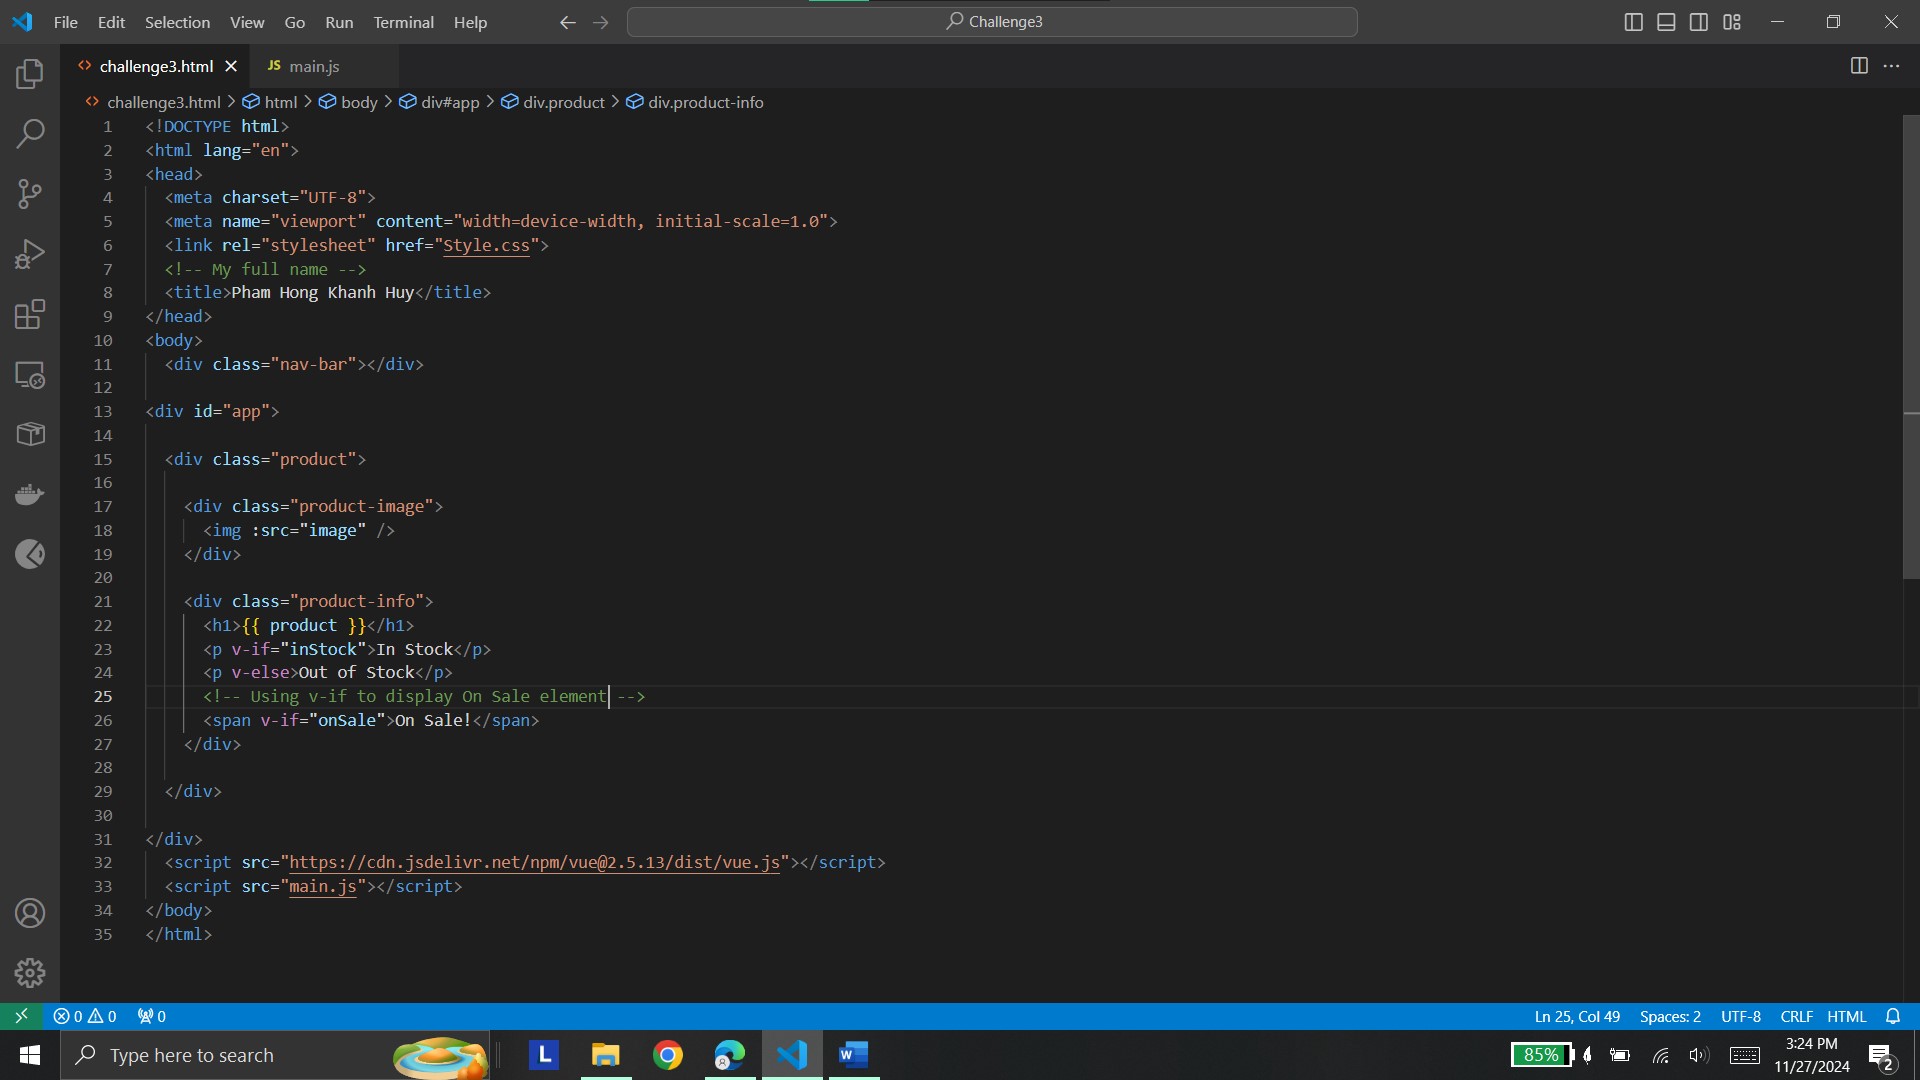 File Edit Selection View Go Run Terminal Help Challenge3
challenge3.html JS main.js
challenge3.html > html > body > div#app > div.product > div.product-info
1 <!DOCTYPE html>
2 <html lang="en">
3 <head>
4 <meta charset="UTF-8">
5 <meta name="viewport" content="width=device-width, initial-scale=1.0">
6 <link rel="stylesheet" href="Style.css">
7 <!-- My full name -->
8 <title>Pham Hong Khanh Huy</title>
9 </head>
10 <body>
11 <div class="nav-bar"></div>
12
13 <div id="app">
14
15 <div class="product">
16
17 <div class="product-image">
18 <img :src="image" />
19 </div>
20
21 <div class="product-info">
22 <h1>{{ product }}</h1>
23 <p v-if="inStock">In Stock</p>
24 <p v-else>Out of Stock</p>
25 <!-- Using v-if to display On Sale element -->
26 <span v-if="onSale">On Sale!</span>
27 </div>
28
29 </div>
30
31 </div>
32 <script src="https://cdn.jsdelivr.net/npm/vue@2.5.13/dist/vue.js"></script>
33 <script src="main.js"></script>
34 </body>
35 </html>
0 0 0 Ln 25, Col 49 Spaces: 2 UTF-8 CRLF HTML
Type here to search L W 85% 3:24 PM
11/27/2024 2